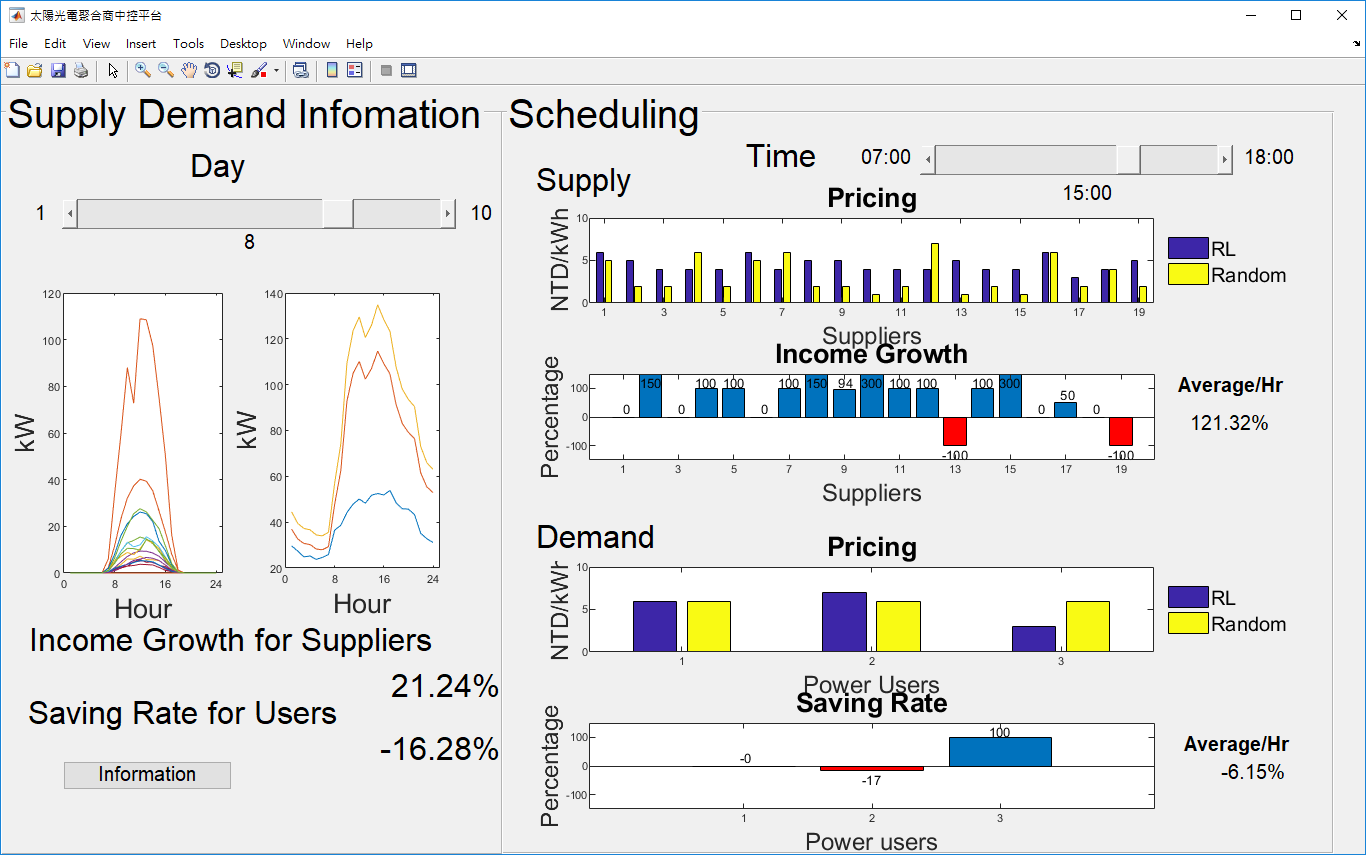 太陽光電聚合商中控平台
File Edit View Insert Tools Desktop Window Help
Supply Demand Infomation
Day
1 10
8
120
100
80
60
40
20
0
kW
0 8 16 24
Hour
140
120
100
80
60
40
20
kW
0 8 16 24
Hour
Income Growth for Suppliers
21.24%
Saving Rate for Users
-16.28%
Information
Scheduling
Time 07:00 18:00
15:00
Supply
Pricing
NTD/kWh
10
5
0
1 3 5 7 9 11 13 15 17 19
Suppliers
RL
Random
Income Growth
Percentage
100
0
-100
0 150 0 100 100 0 100 150 94 300 100 100 -100 100 300 0 50 0 -100
1 3 5 7 9 11 13 15 17 19
Suppliers
Average/Hr
121.32%
Demand
Pricing
NTD/kWh
10
5
0
1 2 3
Power Users
RL
Random
Saving Rate
Percentage
100
0
-100
-0 -17 100
1 2 3
Power users
Average/Hr
-6.15%